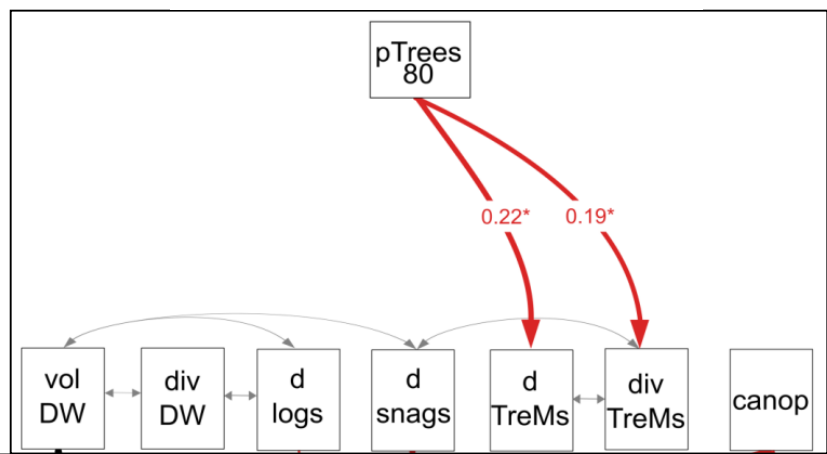 pTrees
80
0.22*
0.19*
vol
DW
div
DW
d
logs
d
snags
d
TreMs
div
TreMs
canop